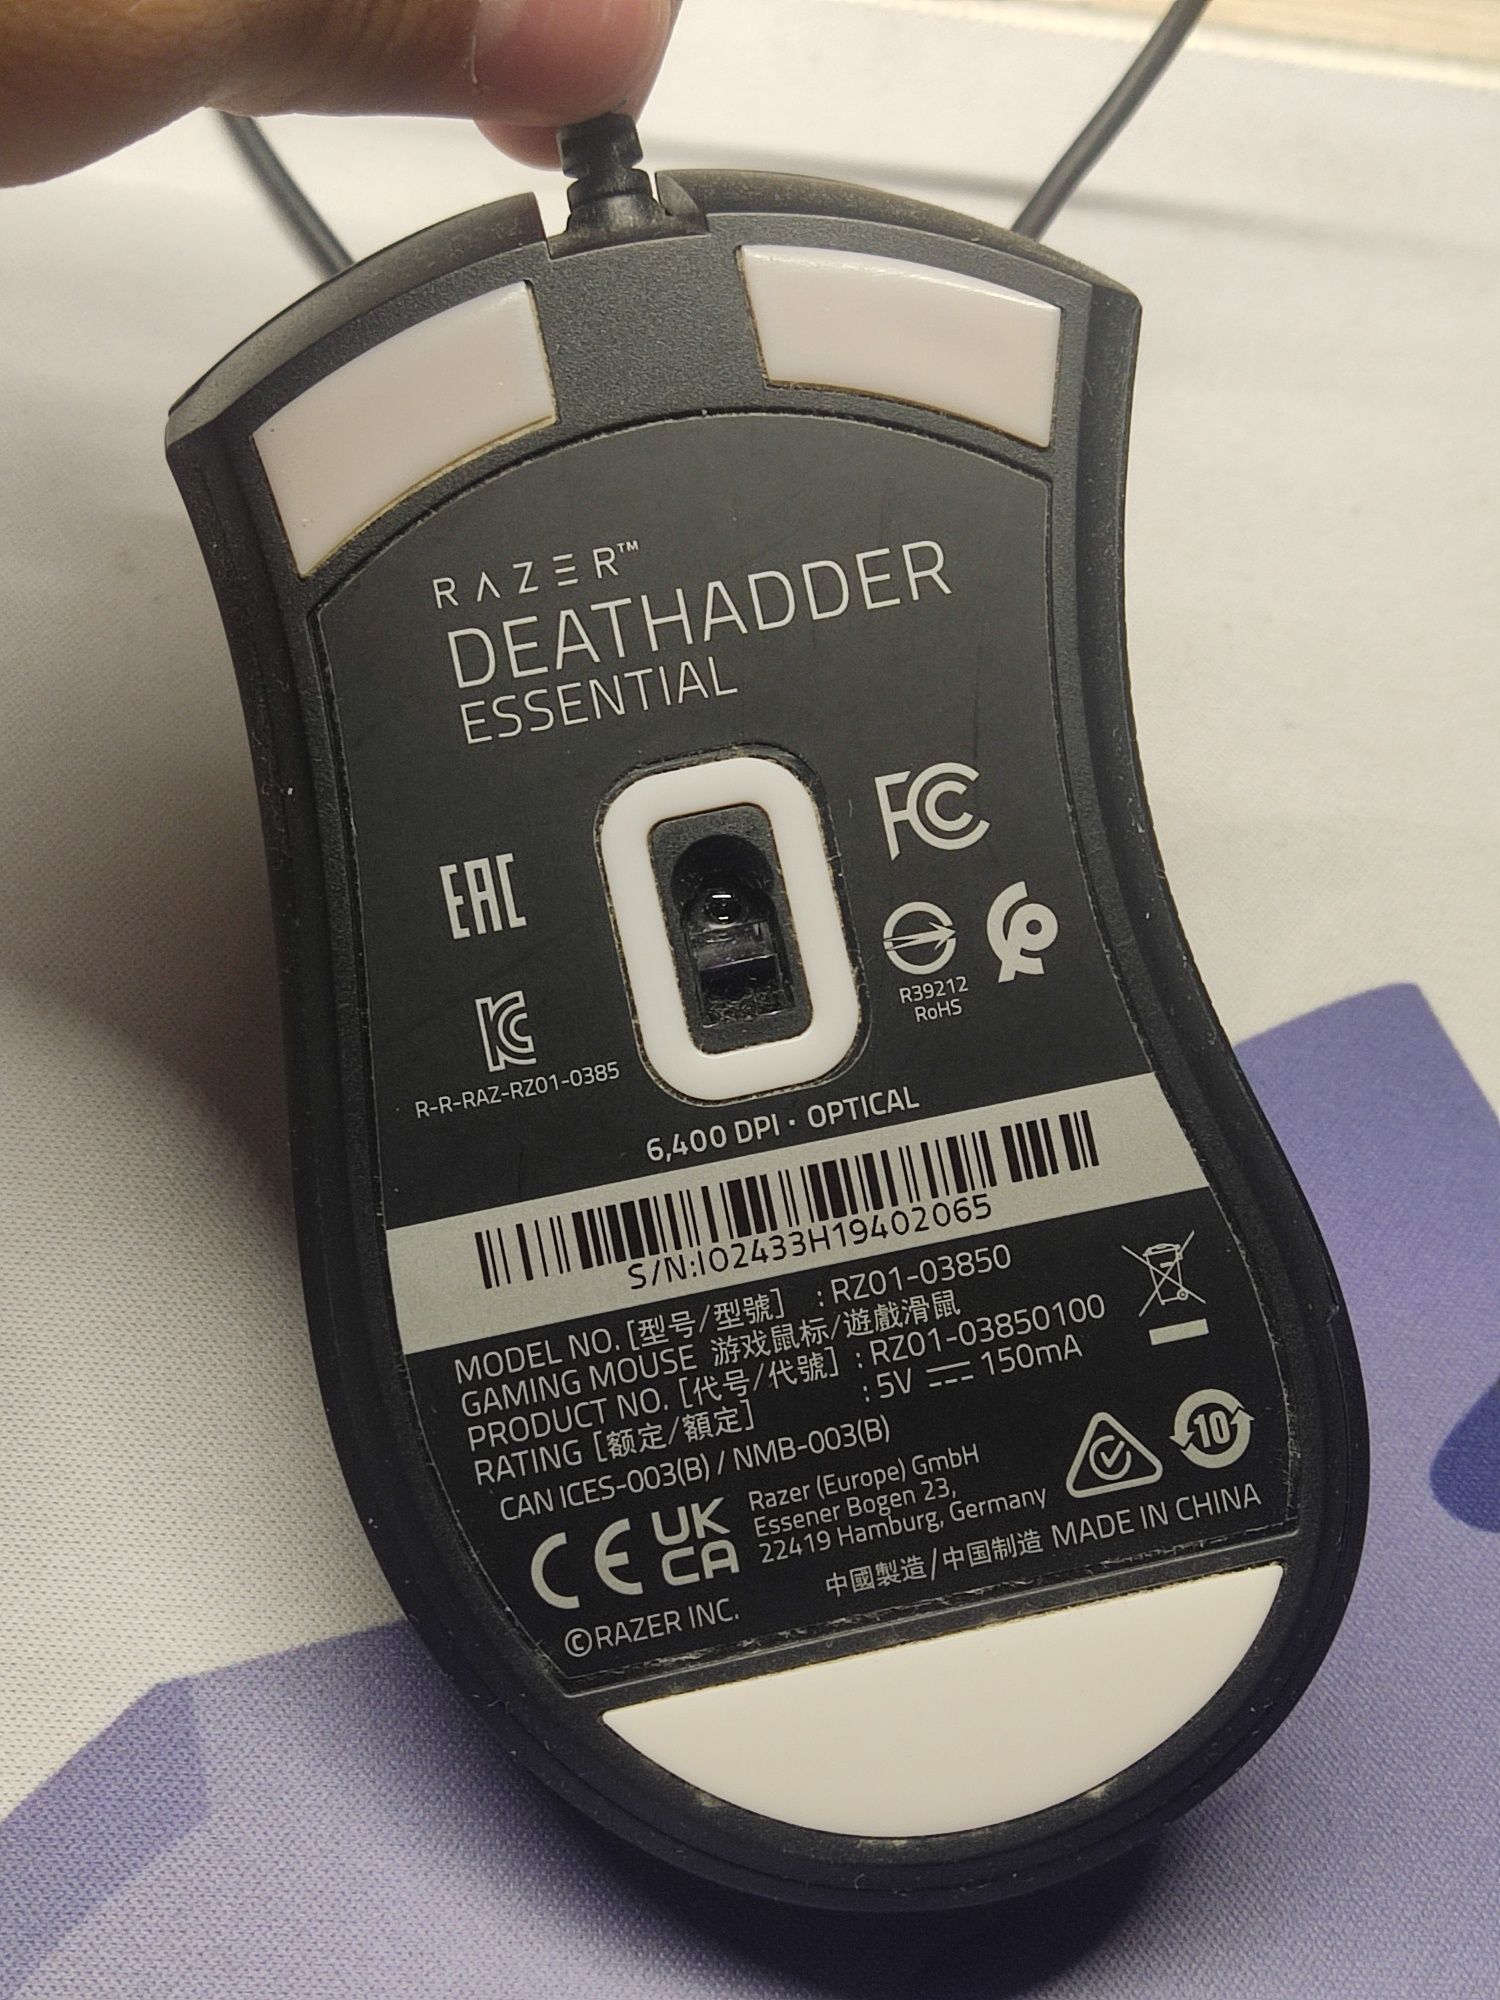 RAZER™
DEATHADDER
ESSENTIAL
FC
EAC
R39212
RoHS
R-R-RAZ-RZ01-0385
6,400 DPI · OPTICAL
S/N:IO2433H19402065
MODEL NO. [型号/型號] : RZ01-03850
GAMING MOUSE 游戏鼠标/遊戲滑鼠
PRODUCT NO. [代号/代號] : RZ01-03850100
RATING [额定/額定] : 5V ⎓ 150mA
CAN ICES-003(B) / NMB-003(B)
CE UK CA
Razer (Europe) GmbH
Essener Bogen 23,
22419 Hamburg, Germany
10
中國製造/中国制造 MADE IN CHINA
©RAZER INC.